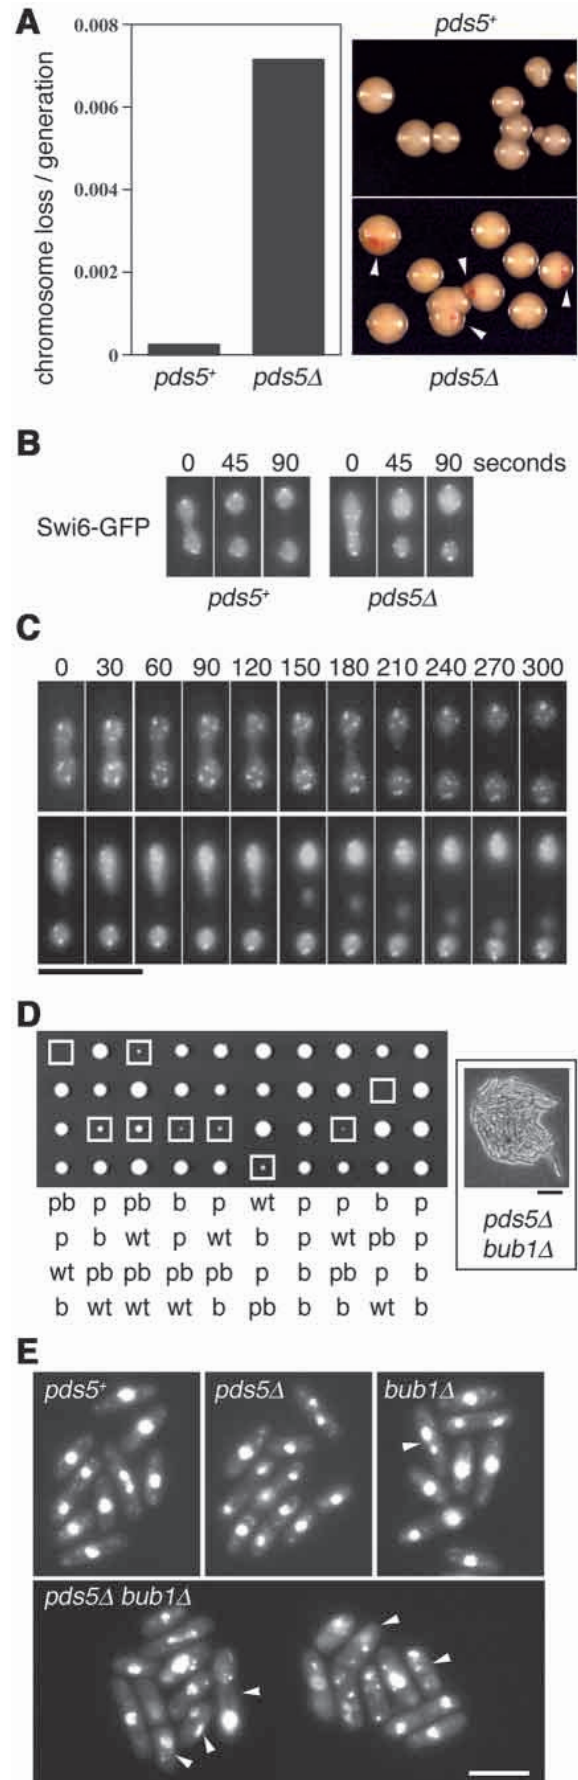 A
pds5+
chromosome loss / generation
0.008
0.006
0.004
0.002
0
pds5+ pds5Δ
pds5Δ
B
0 45 90 0 45 90 seconds
Swi6-GFP
pds5+ pds5Δ
C
0 30 60 90 120 150 180 210 240 270 300
D
pb p pb b p wt p p b p
p b wt p wt b p wt pb p
wt pb pb pb pb p b pb p b
b wt wt wt b pb b b wt b
pds5Δ
bub1Δ
E
pds5+ pds5Δ bub1Δ
pds5Δ bub1Δ